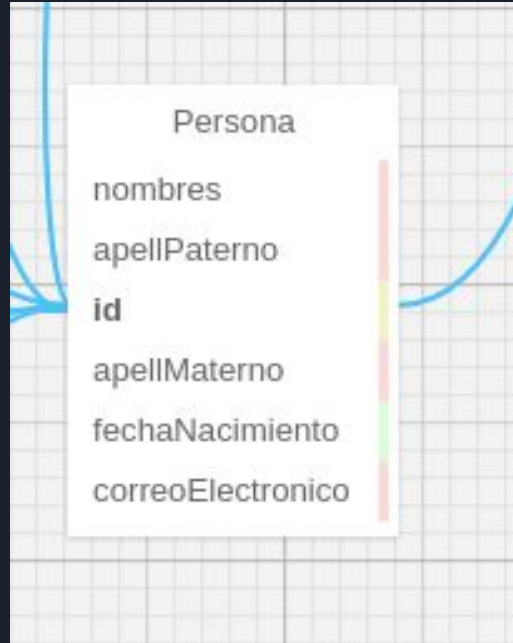 Persona
nombres
apellPaterno
id
apellMaterno
fechaNacimiento
correoElectronico